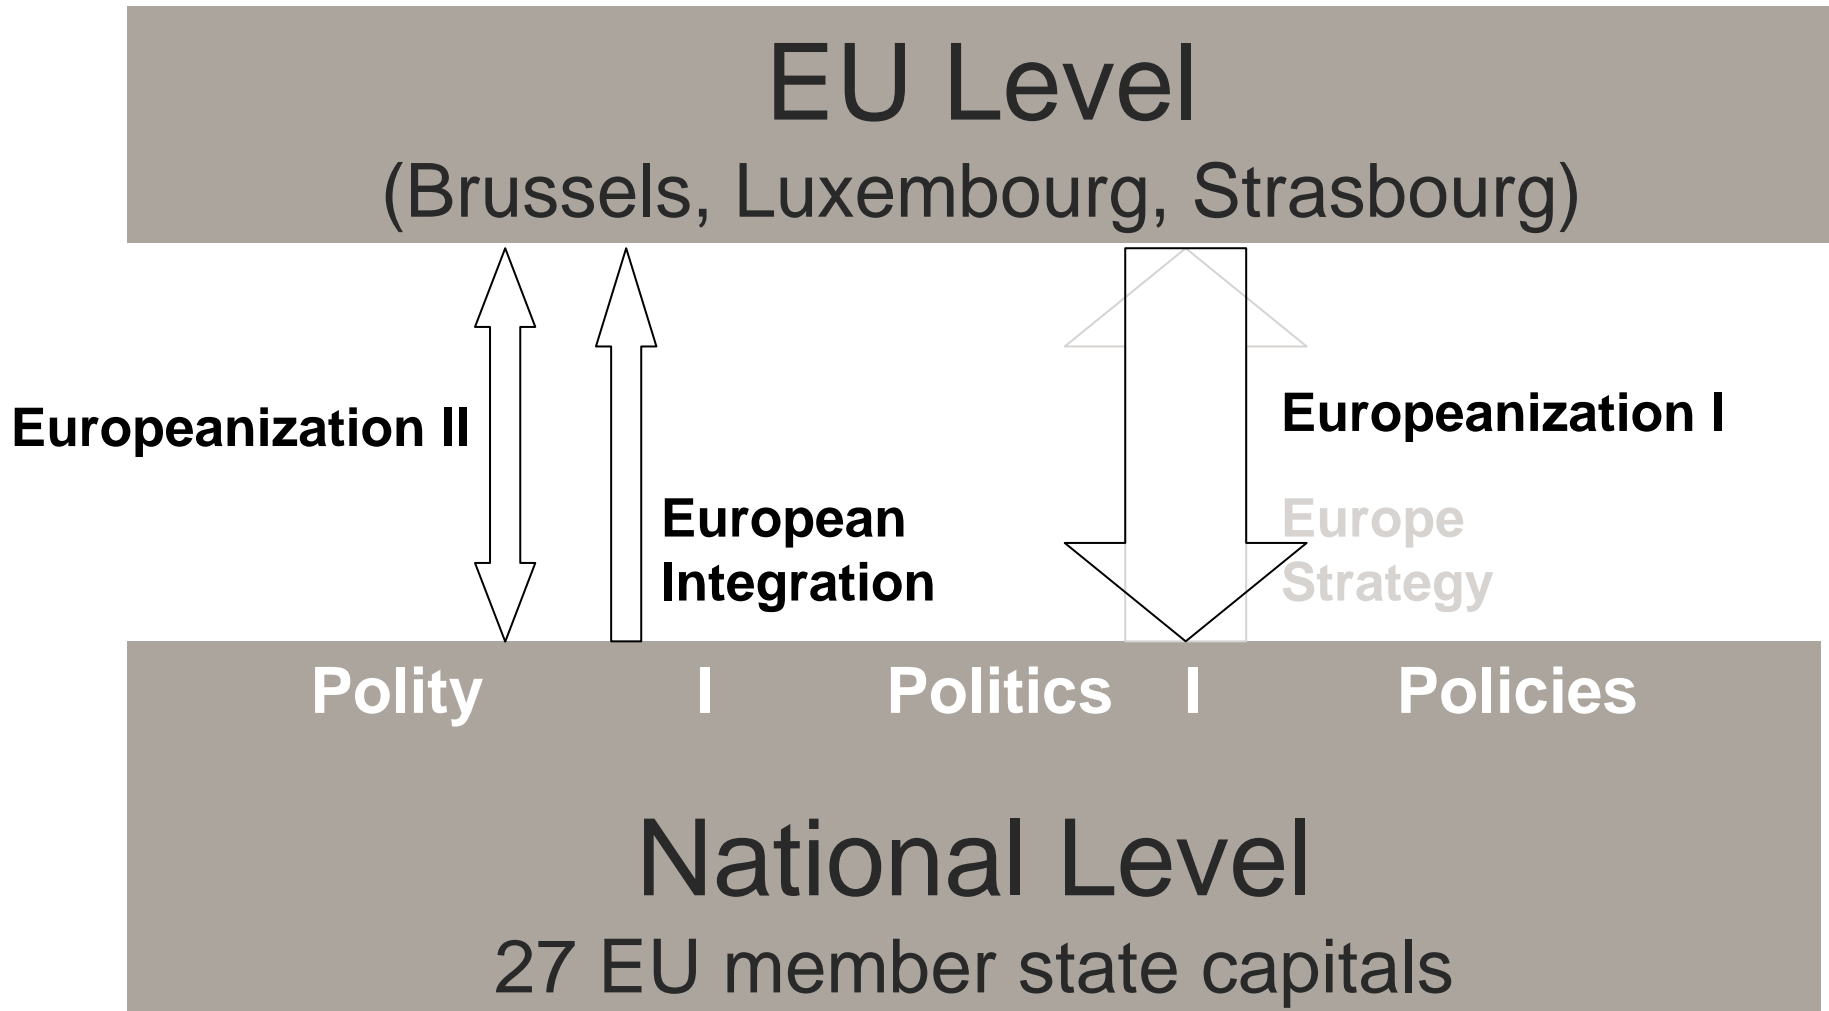 EU Level
(Brussels, Luxembourg, Strasbourg)
Europeanization II
European
Integration
Europeanization I
Europe
Strategy
Polity I Politics I Policies
National Level
27 EU member state capitals